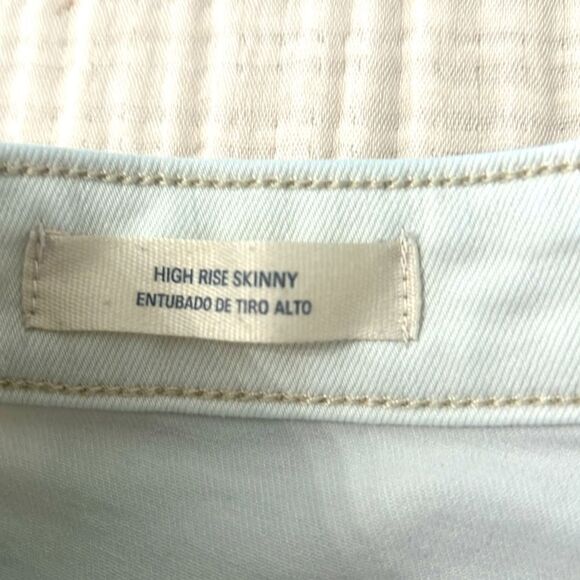 HIGH RISE SKINNY
ENTUBADO DE TIRO ALTO